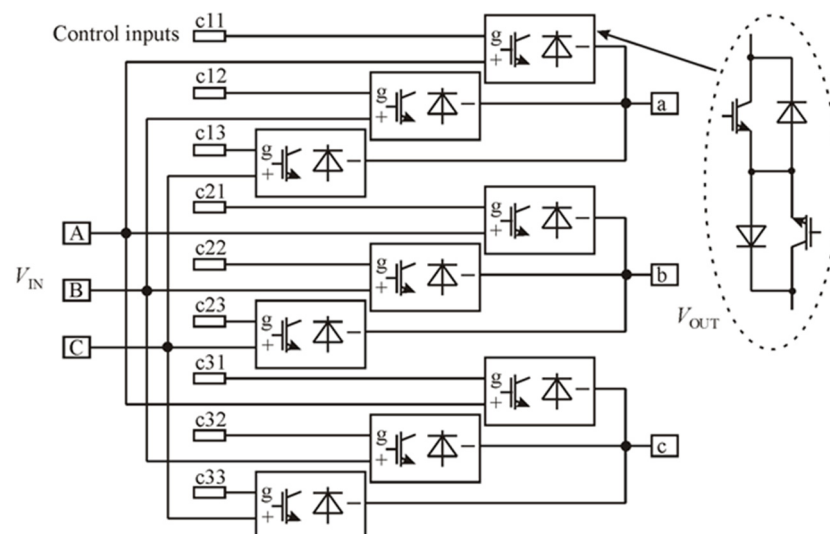 Control inputs
c11
g
+
−
c12
g
+
−
a
c13
g
+
−
c21
g
+
−
A
c22
g
+
−
b
V_IN
B
c23
g
+
−
C
V_OUT
c31
g
+
−
c32
g
+
−
c
c33
g
+
−